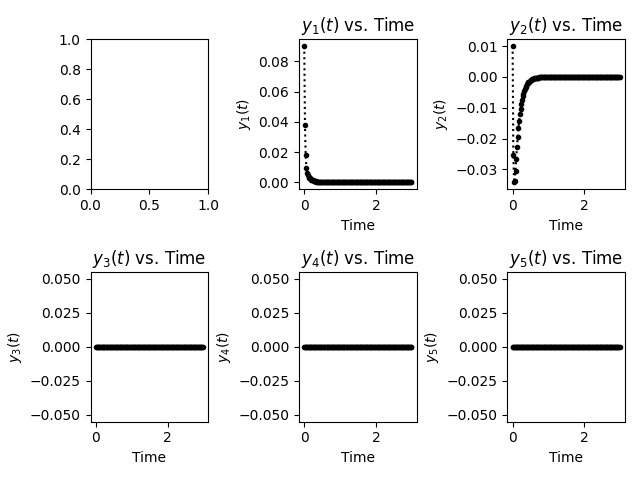 y₁(t) vs. Time
y₂(t) vs. Time
1.0
0.8
0.6
0.4
0.2
0.0
0.0 0.5 1.0
y₁(t)
0.08
0.06
0.04
0.02
0.00
0 2
Time
y₂(t)
0.01
0.00
−0.01
−0.02
−0.03
0 2
Time
y₃(t) vs. Time
y₃(t)
0.050
0.025
0.000
−0.025
−0.050
0 2
Time
y₄(t) vs. Time
y₄(t)
0.050
0.025
0.000
−0.025
−0.050
0 2
Time
y₅(t) vs. Time
y₅(t)
0.050
0.025
0.000
−0.025
−0.050
0 2
Time